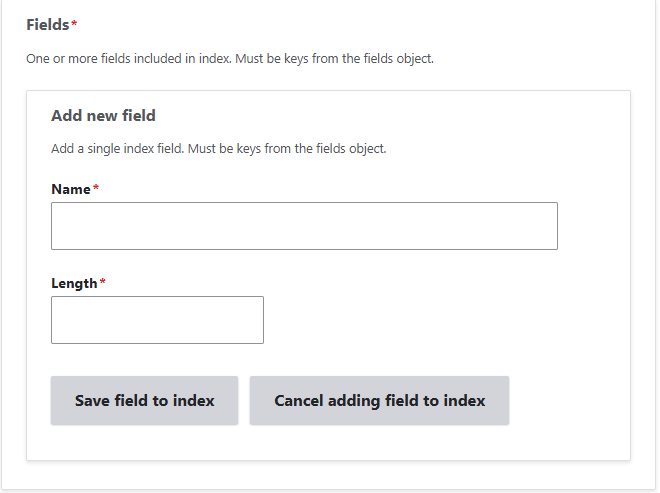 Fields*
One or more fields included in index. Must be keys from the fields object.
Add new field
Add a single index field. Must be keys from the fields object.
Name*
Length*
Save field to index Cancel adding field to index